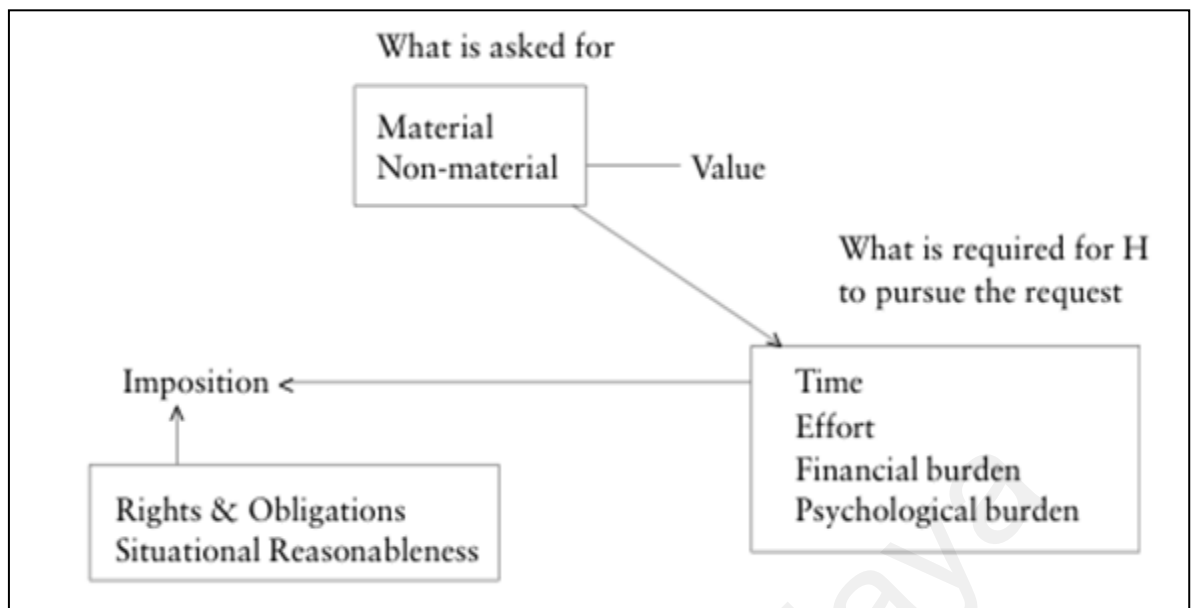 What is asked for
Material
Non-material
Value
What is required for H
to pursue the request
Time
Effort
Financial burden
Psychological burden
Imposition
Rights & Obligations
Situational Reasonableness